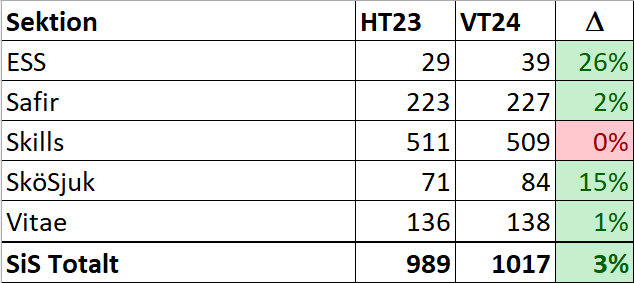 Sektion HT23 VT24 Δ
ESS 29 39 26%
Safir 223 227 2%
Skills 511 509 0%
SköSjuk 71 84 15%
Vitae 136 138 1%
SiS Totalt 989 1017 3%